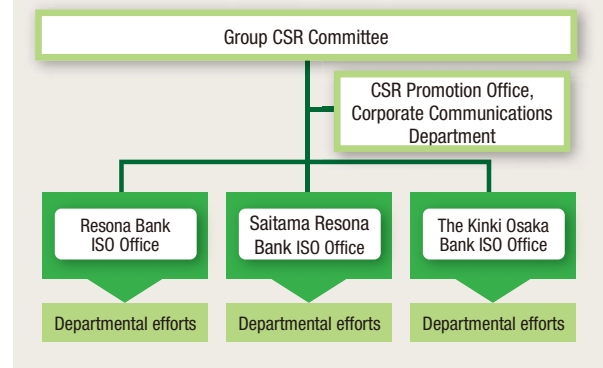 Group CSR Committee
CSR Promotion Office,
Corporate Communications
Department
Resona Bank
ISO Office
Saitama Resona
Bank ISO Office
The Kinki Osaka
Bank ISO Office
Departmental efforts
Departmental efforts
Departmental efforts